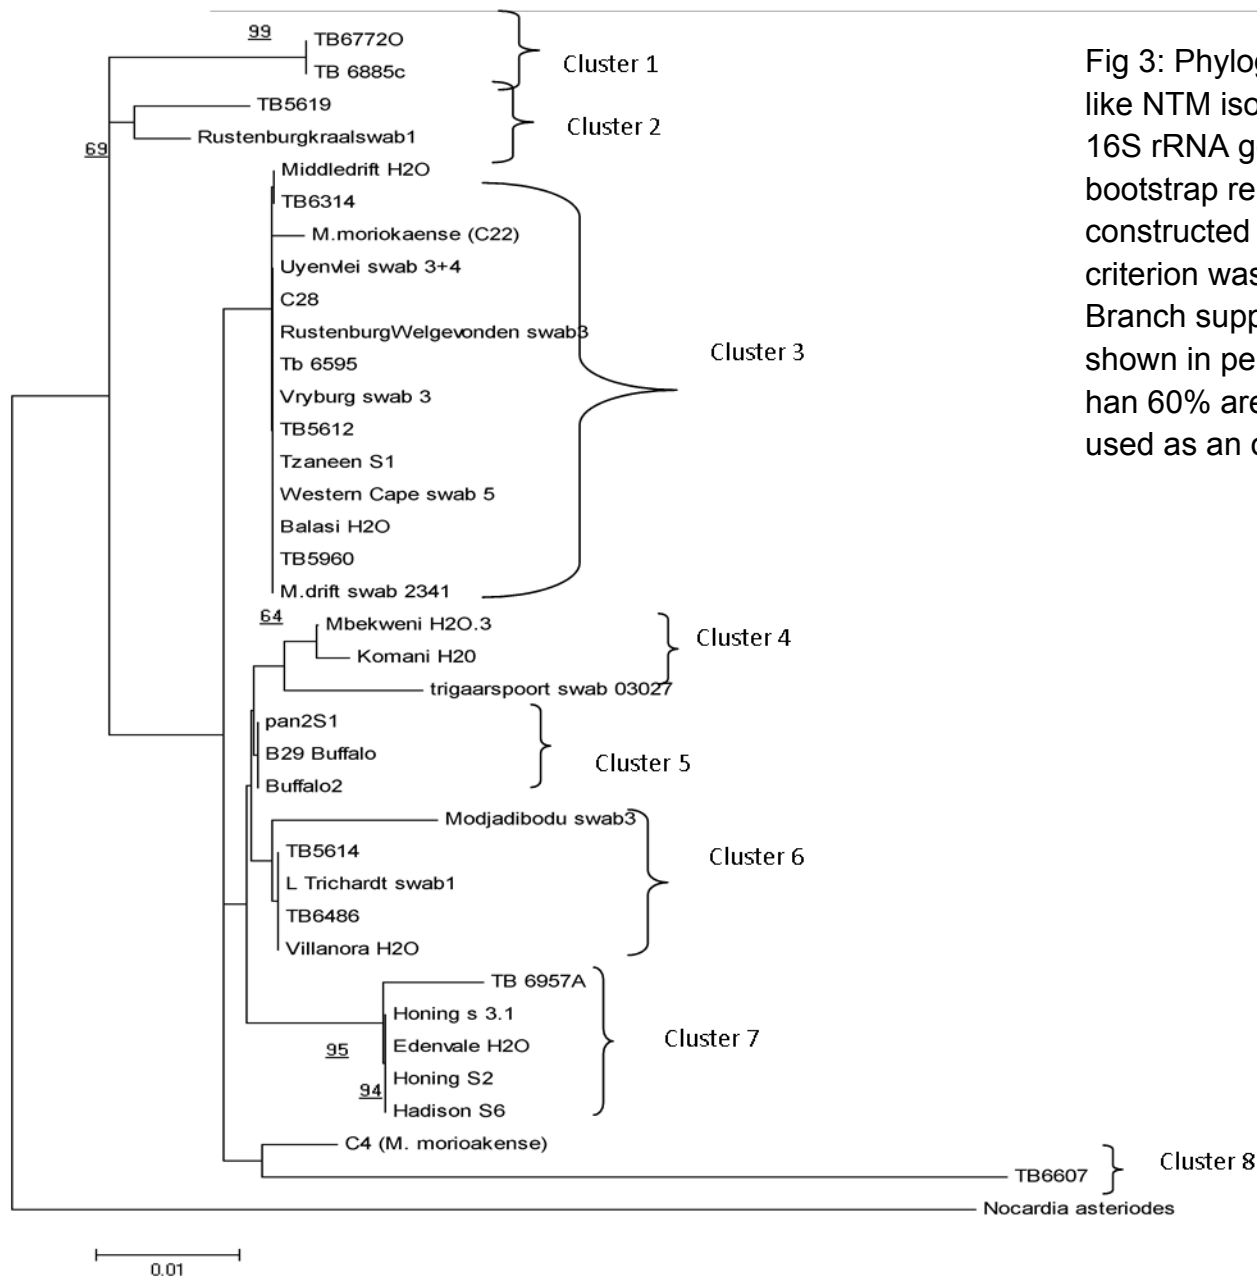 99
TB6772O
TB 6885c
Cluster 1
TB5619
Rustenburgkraalswab1
Cluster 2
69
Middledrift H2O
TB6314
M.moriokaense (C22)
Uyenvlei swab 3+4
C28
RustenburgWelgevonden swab3
Tb 6595
Vryburg swab 3
TB5612
Tzaneen S1
Western Cape swab 5
Balasi H2O
TB5960
M.drift swab 2341
Cluster 3
64
Mbekweni H2O.3
Komani H20
trigaarspoort swab 03027
Cluster 4
pan2S1
B29 Buffalo
Buffalo2
Cluster 5
Modjadibodu swab3
TB5614
L Trichardt swab1
TB6486
Villanora H2O
Cluster 6
TB 6957A
Honing s 3.1
Edenvale H2O
Honing S2
Hadison S6
95
94
Cluster 7
C4 (M. morioakense)
TB6607
Cluster 8
Nocardia asteriodes
0.01
Fig 3: Phylog
like NTM iso
16S rRNA g
bootstrap re
constructed
criterion was
Branch supp
shown in pe
han 60% are
used as an o